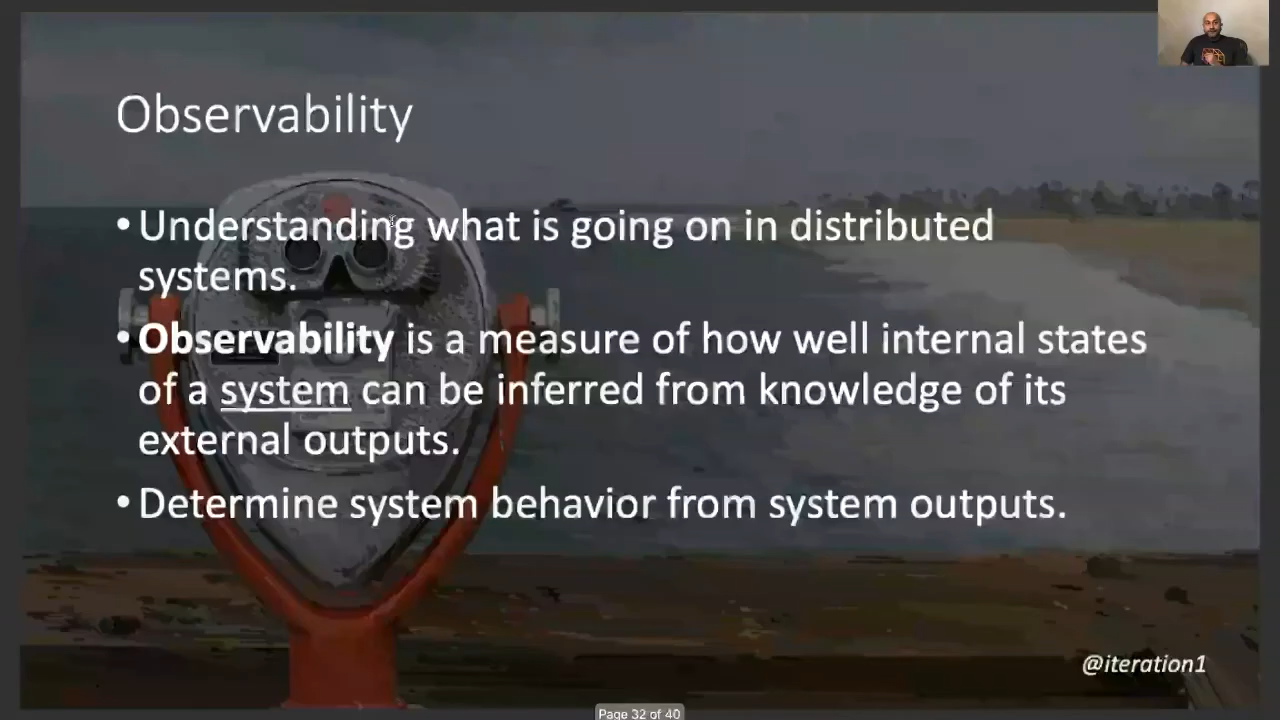 Observability
• Understanding what is going on in distributed
systems.
• Observability is a measure of how well internal states
of a system can be inferred from knowledge of its
external outputs.
• Determine system behavior from system outputs.
@iteration1
Page 32 of 40